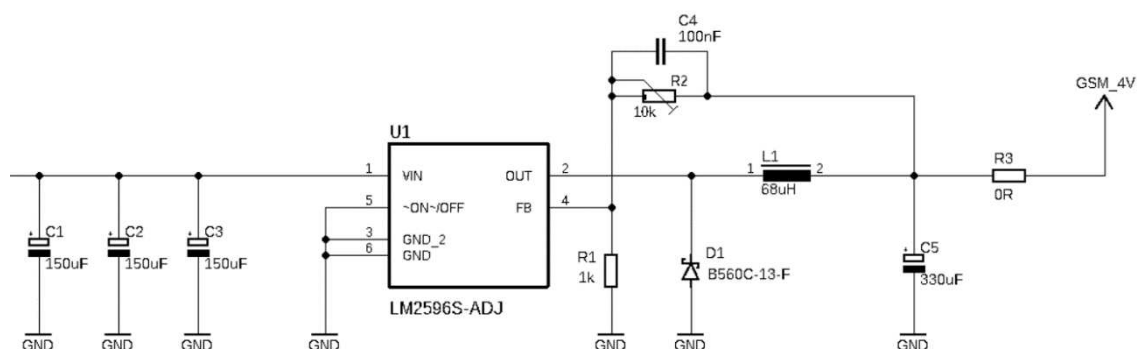 C4
100nF
R2
10k
GSM_4V
U1
1
VIN
OUT
2
5
~ON~/OFF
FB
4
3
GND_2
6
GND
LM2596S-ADJ
1
L1
2
68uH
R3
0R
C1
150uF
C2
150uF
C3
150uF
R1
1k
D1
B560C-13-F
C5
330uF
GND
GND
GND
GND
GND
GND
GND